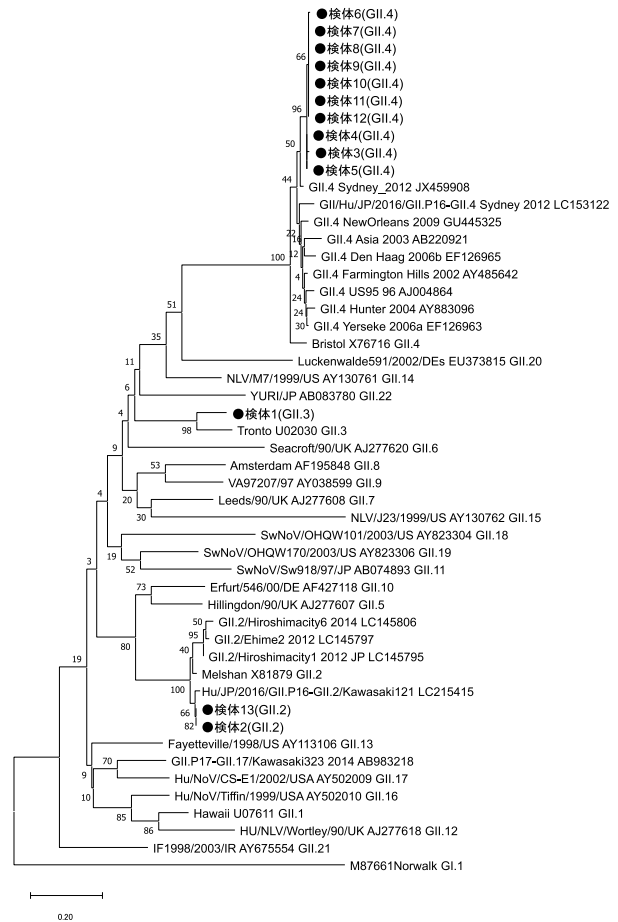 ●検体6(GII.4)
●検体7(GII.4)
●検体8(GII.4)
66
●検体9(GII.4)
●検体10(GII.4)
●検体11(GII.4)
96
●検体12(GII.4)
●検体4(GII.4)
50
●検体3(GII.4)
●検体5(GII.4)
44
GII.4 Sydney_2012 JX459908
GII/Hu/JP/2016/GII.P16-GII.4 Sydney 2012 LC153122
GII.4 NewOrleans 2009 GU445325
22
16
GII.4 Asia 2003 AB220921
12
GII.4 Den Haag 2006b EF126965
100
GII.4 Farmington Hills 2002 AY485642
4
GII.4 US95 96 AJ004864
24
GII.4 Hunter 2004 AY883096
24
GII.4 Yerseke 2006a EF126963
30
51
Bristol X76716 GII.4
Luckenwalde591/2002/DEs EU373815 GII.20
35
NLV/M7/1999/US AY130761 GII.14
11
YURI/JP AB083780 GII.22
6
●検体1(GII.3)
98
Tronto U02030 GII.3
4
Seacroft/90/UK AJ277620 GII.6
9
53
Amsterdam AF195848 GII.8
VA97207/97 AY038599 GII.9
20
Leeds/90/UK AJ277608 GII.7
30
NLV/J23/1999/US AY130762 GII.15
4
SwNoV/OHQW101/2003/US AY823304 GII.18
19
SwNoV/OHQW170/2003/US AY823306 GII.19
52
SwNoV/Sw918/97/JP AB074893 GII.11
3
73
Erfurt/546/00/DE AF427118 GII.10
Hillingdon/90/UK AJ277607 GII.5
80
50
GII.2/Hiroshimacity6 2014 LC145806
95
GII.2/Ehime2 2012 LC145797
40
GII.2/Hiroshimacity1 2012 JP LC145795
Melshan X81879 GII.2
100
Hu/JP/2016/GII.P16-GII.2/Kawasaki121 LC215415
66
●検体13(GII.2)
82
●検体2(GII.2)
19
Fayetteville/1998/US AY113106 GII.13
70
GII.P17-GII.17/Kawasaki323 2014 AB983218
9
Hu/NoV/CS-E1/2002/USA AY502009 GII.17
10
Hu/NoV/Tiffin/1999/USA AY502010 GII.16
85
Hawaii U07611 GII.1
86
HU/NLV/Wortley/90/UK AJ277618 GII.12
IF1998/2003/IR AY675554 GII.21
M87661Norwalk GI.1
0.20